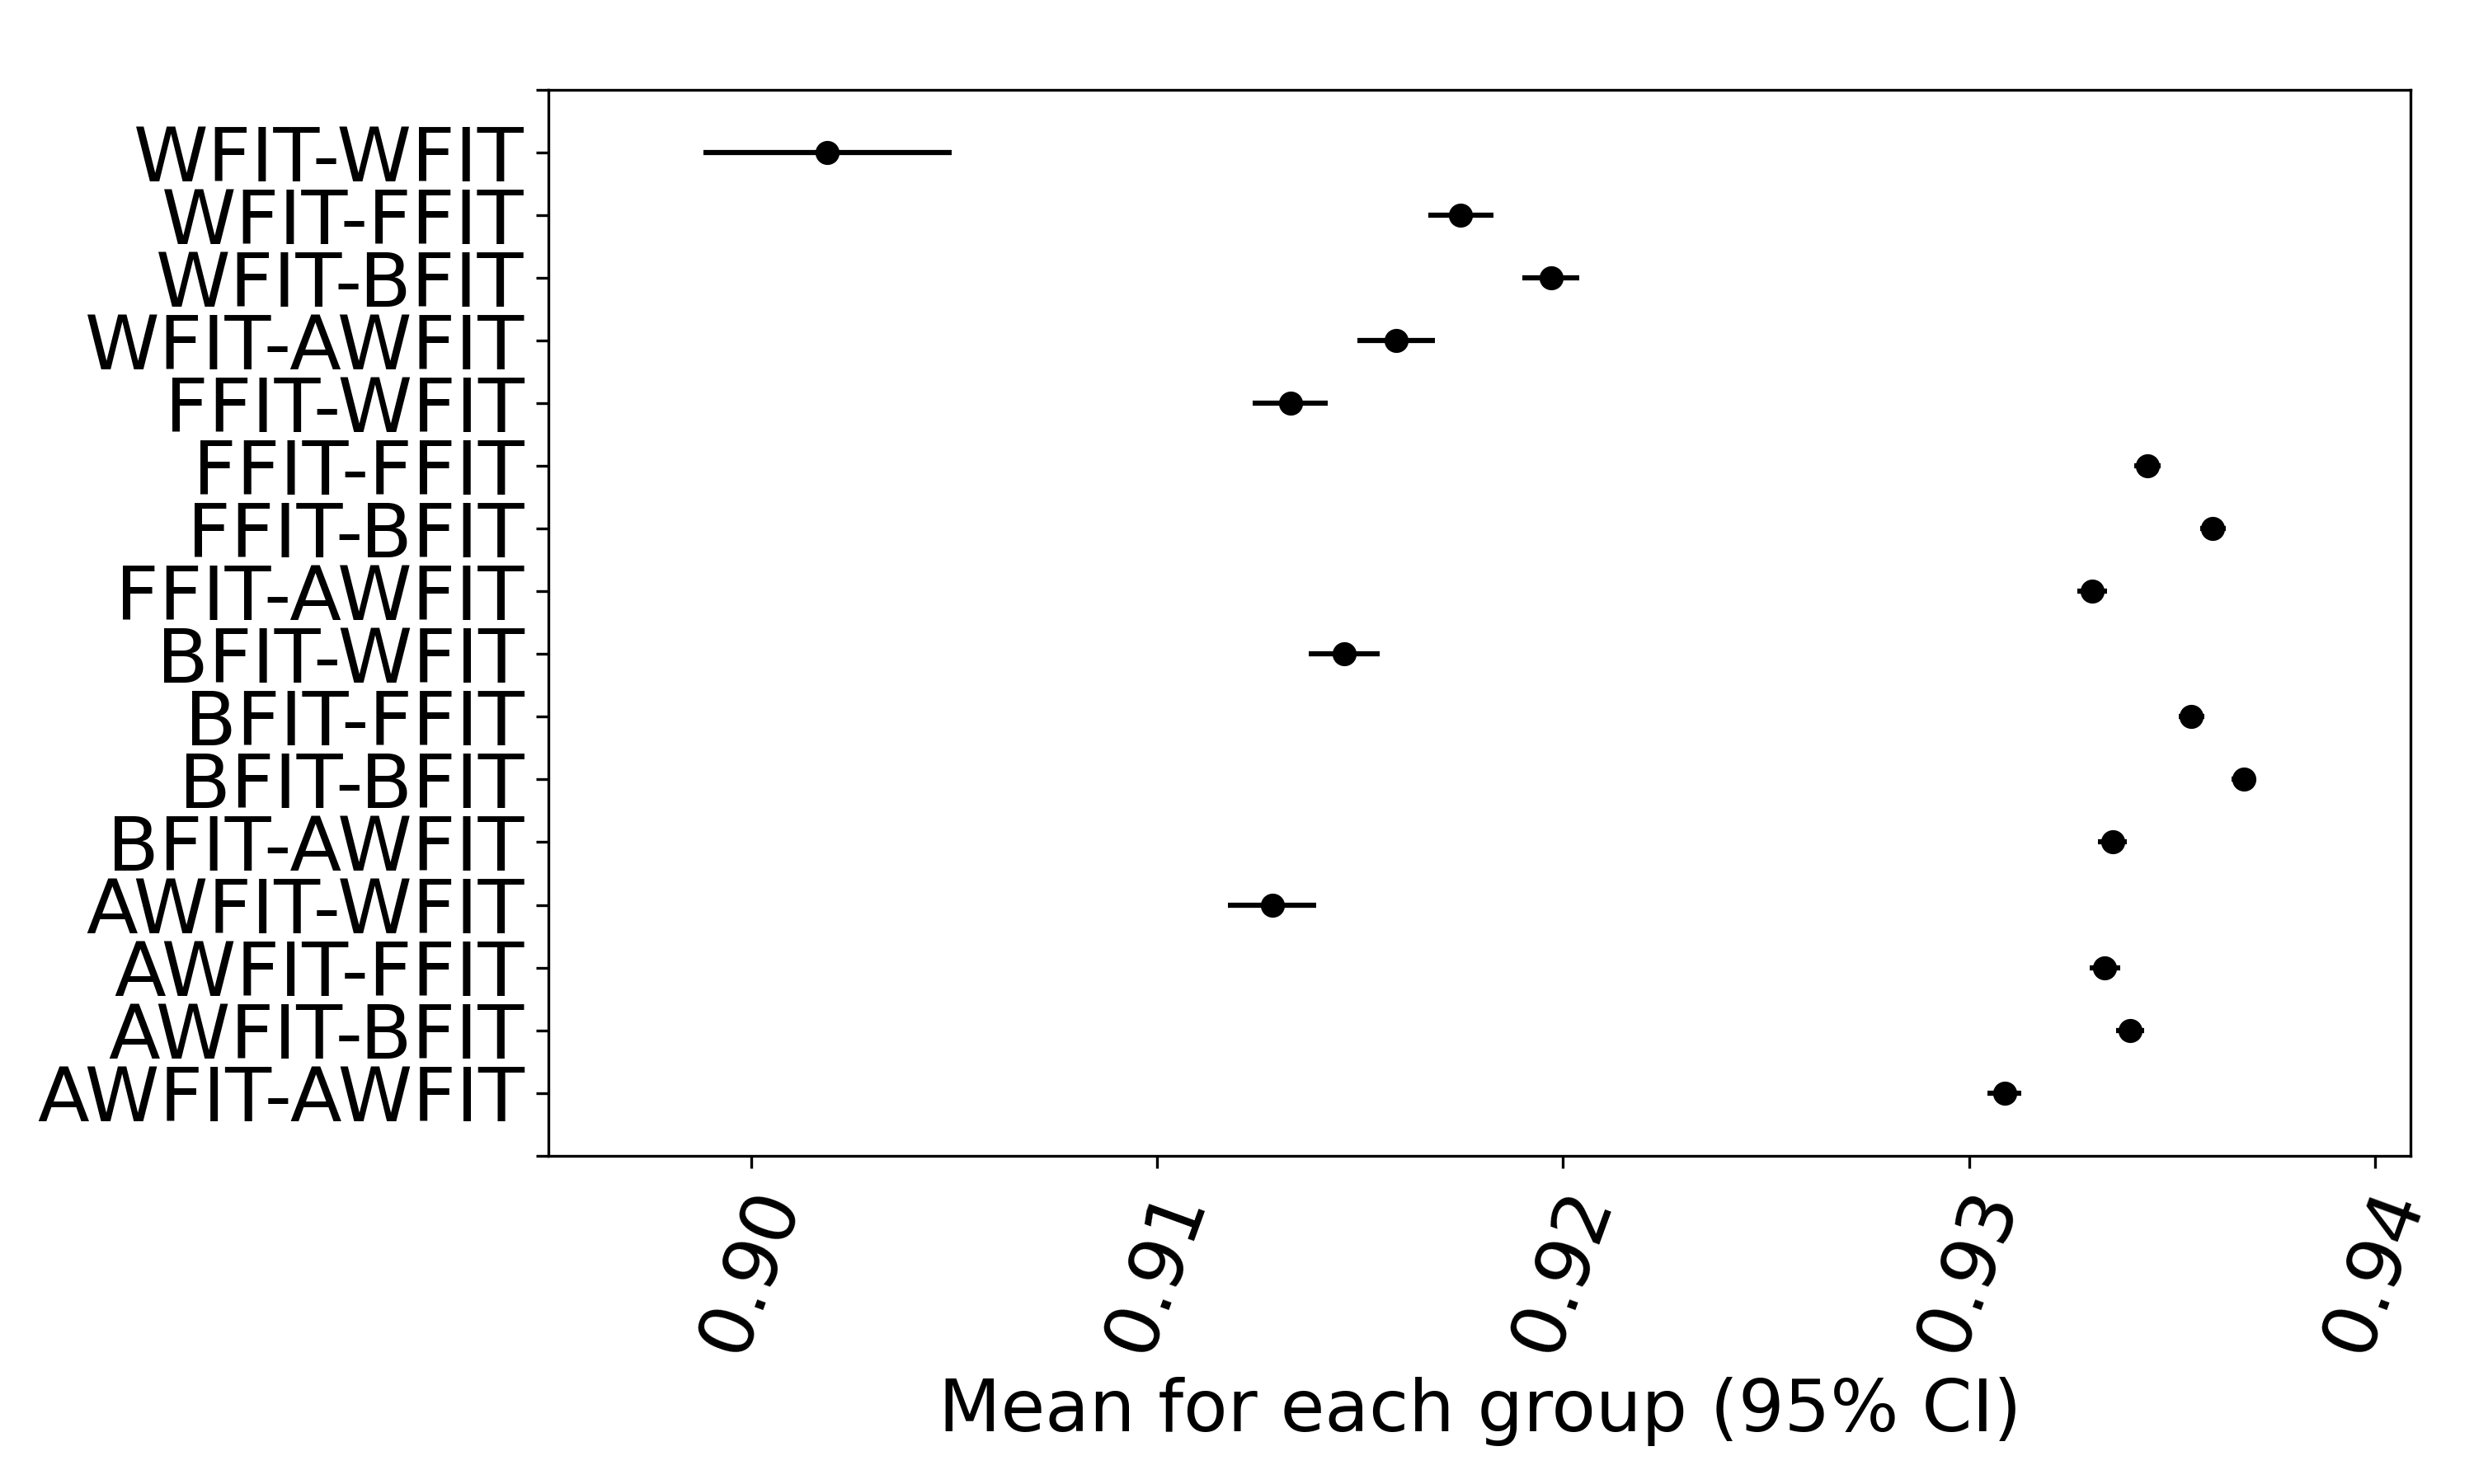 WFIT-WFIT
WFIT-FFIT
WFIT-BFIT
WFIT-AWFIT
FFIT-WFIT
FFIT-FFIT
FFIT-BFIT
FFIT-AWFIT
BFIT-WFIT
BFIT-FFIT
BFIT-BFIT
BFIT-AWFIT
AWFIT-WFIT
AWFIT-FFIT
AWFIT-BFIT
AWFIT-AWFIT
0.90
0.91
0.92
0.93
0.94
Mean for each group (95% CI)